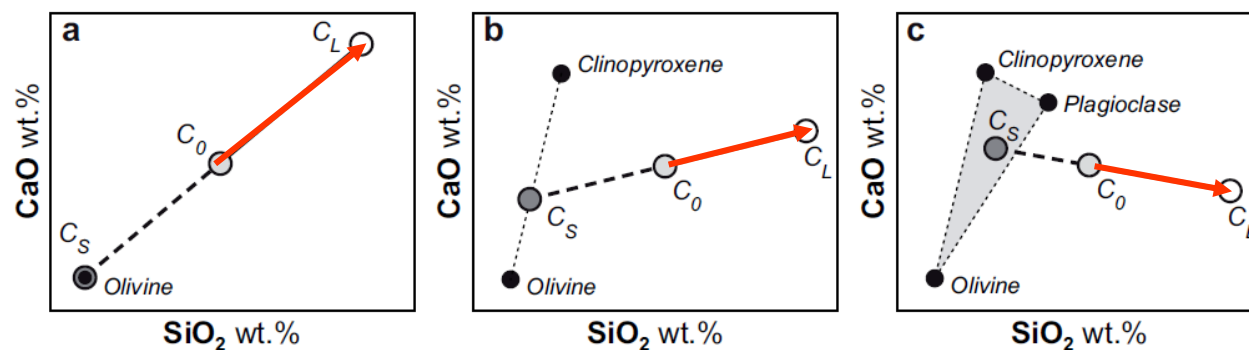 a
C_L
C_0
C_S
Olivine
CaO wt.%
SiO₂ wt.%
b
Clinopyroxene
C_L
C_0
C_S
Olivine
CaO wt.%
SiO₂ wt.%
c
Clinopyroxene
Plagioclase
C_S
C_0
Olivine
CaO wt.%
SiO₂ wt.%